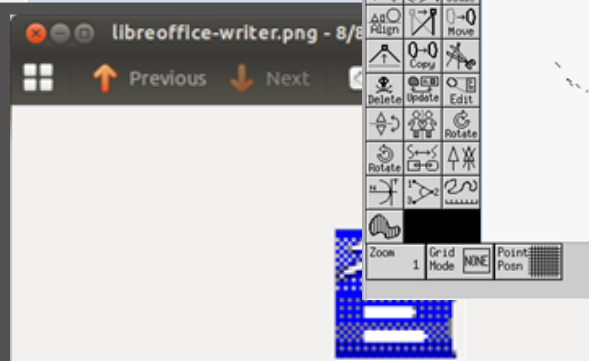 libreoffice-writer.png - 8/8
Previous Next
Align
Move
Copy
Delete Update Edit
Rotate
Rotate
Zoom
1
Grid
Mode NONE
Point
Posn